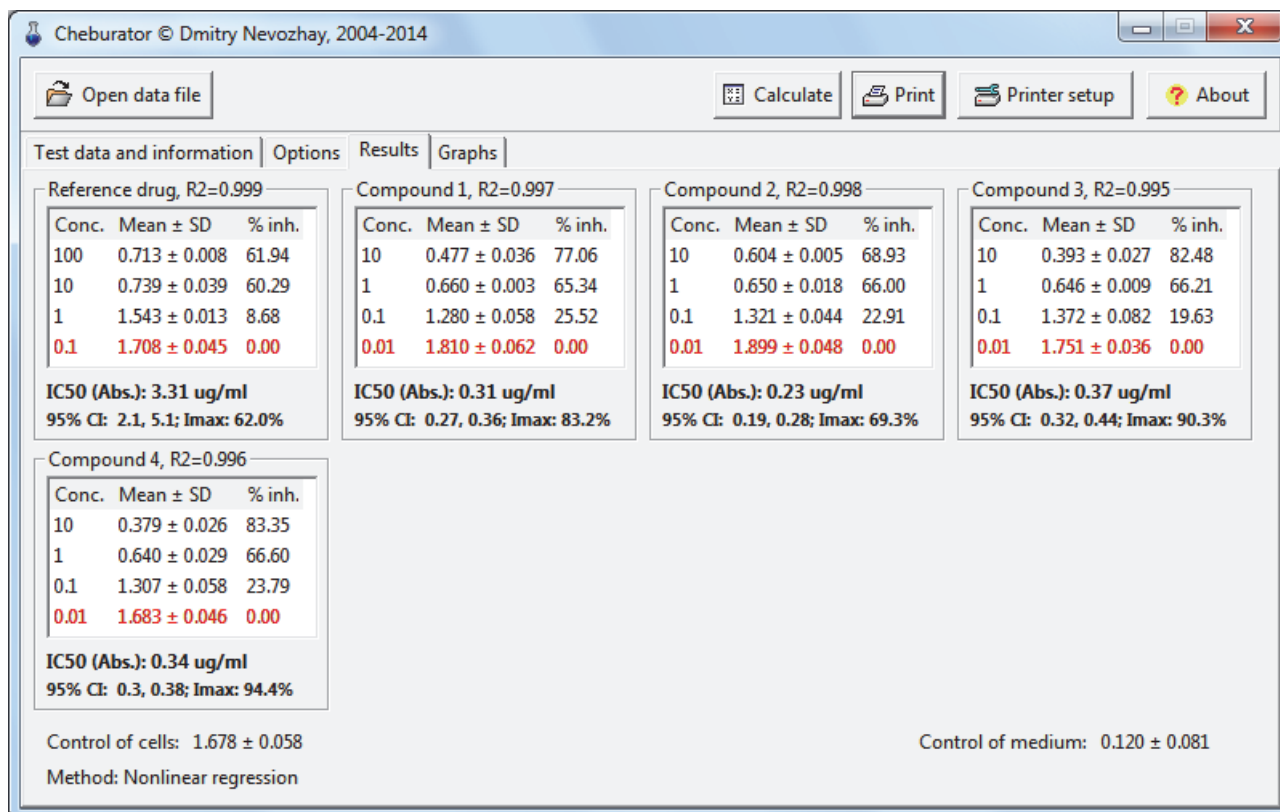 Cheburator © Dmitry Nevozhay, 2004-2014
Open data file Calculate Print Printer setup ? About
Test data and information Options Results Graphs
Reference drug, R2=0.999
Conc. Mean ± SD % inh.
100 0.713 ± 0.008 61.94
10 0.739 ± 0.039 60.29
1 1.543 ± 0.013 8.68
0.1 1.708 ± 0.045 0.00
IC50 (Abs.): 3.31 ug/ml
95% CI: 2.1, 5.1; Imax: 62.0%
Compound 1, R2=0.997
Conc. Mean ± SD % inh.
10 0.477 ± 0.036 77.06
1 0.660 ± 0.003 65.34
0.1 1.280 ± 0.058 25.52
0.01 1.810 ± 0.062 0.00
IC50 (Abs.): 0.31 ug/ml
95% CI: 0.27, 0.36; Imax: 83.2%
Compound 2, R2=0.998
Conc. Mean ± SD % inh.
10 0.604 ± 0.005 68.93
1 0.650 ± 0.018 66.00
0.1 1.321 ± 0.044 22.91
0.01 1.899 ± 0.048 0.00
IC50 (Abs.): 0.23 ug/ml
95% CI: 0.19, 0.28; Imax: 69.3%
Compound 3, R2=0.995
Conc. Mean ± SD % inh.
10 0.393 ± 0.027 82.48
1 0.646 ± 0.009 66.21
0.1 1.372 ± 0.082 19.63
0.01 1.751 ± 0.036 0.00
IC50 (Abs.): 0.37 ug/ml
95% CI: 0.32, 0.44; Imax: 90.3%
Compound 4, R2=0.996
Conc. Mean ± SD % inh.
10 0.379 ± 0.026 83.35
1 0.640 ± 0.029 66.60
0.1 1.307 ± 0.058 23.79
0.01 1.683 ± 0.046 0.00
IC50 (Abs.): 0.34 ug/ml
95% CI: 0.3, 0.38; Imax: 94.4%
Control of cells: 1.678 ± 0.058 Control of medium: 0.120 ± 0.081
Method: Nonlinear regression